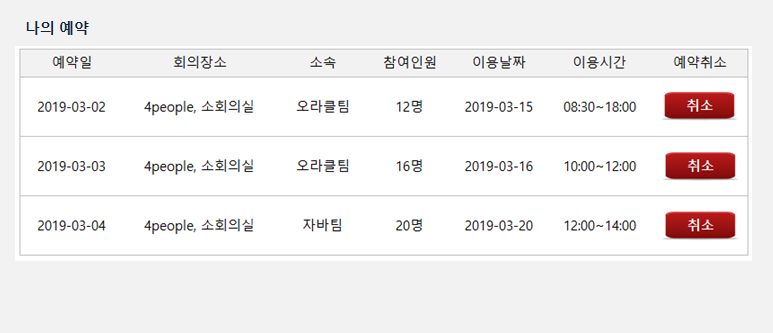 나의 예약
예약일 회의장소 소속 참여인원 이용날짜 이용시간 예약취소
2019-03-02 4people, 소회의실 오라클팀 12명 2019-03-15 08:30~18:00 취소
2019-03-03 4people, 소회의실 오라클팀 16명 2019-03-16 10:00~12:00 취소
2019-03-04 4people, 소회의실 자바팀 20명 2019-03-20 12:00~14:00 취소